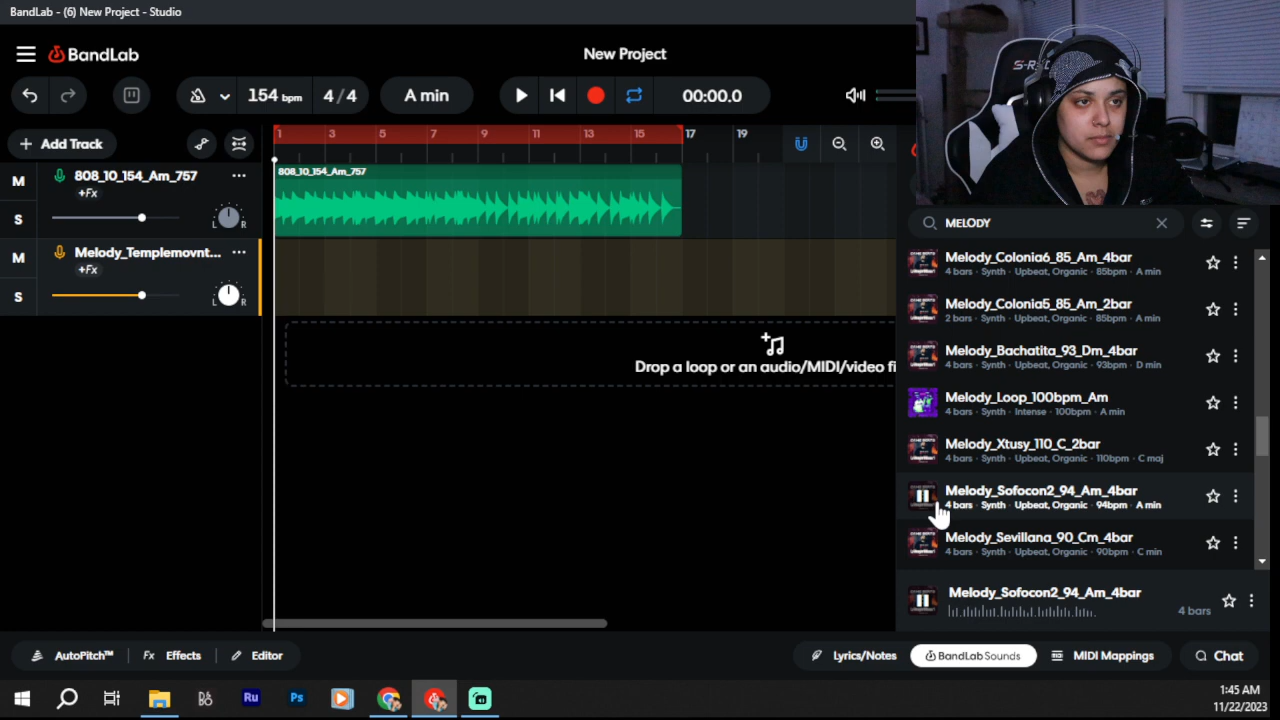 BandLab - (6) New Project - Studio
BandLab
New Project
154 bpm
4/4
A min
00:00.0
+ Add Track
1 3 5 7 9 11 13 15 17 19
M
808_10_154_Am_757
+Fx
S
L R
808_10_154_Am_757
M
Melody_Templemovnt...
+Fx
S
L R
Drop a loop or an audio/MIDI/video fi
MELODY
Melody_Colonia6_85_Am_4bar
4 bars · Synth · Upbeat, Organic · 85bpm · A min
Melody_Colonia5_85_Am_2bar
2 bars · Synth · Upbeat, Organic · 85bpm · A min
Melody_Bachatita_93_Dm_4bar
4 bars · Synth · Upbeat, Organic · 93bpm · D min
Melody_Loop_100bpm_Am
4 bars · Synth · Intense · 100bpm · A min
Melody_Xtusy_110_C_2bar
4 bars · Synth · Upbeat, Organic · 110bpm · C maj
Melody_Sofocon2_94_Am_4bar
4 bars · Synth · Upbeat, Organic · 94bpm · A min
Melody_Sevillana_90_Cm_4bar
4 bars · Synth · Upbeat, Organic · 90bpm · C min
Melody_Sofocon2_94_Am_4bar
4 bars
AutoPitch™
Fx Effects
Editor
Lyrics/Notes
BandLab Sounds
MIDI Mappings
Chat
Ru
Ps
1:45 AM
11/22/2023